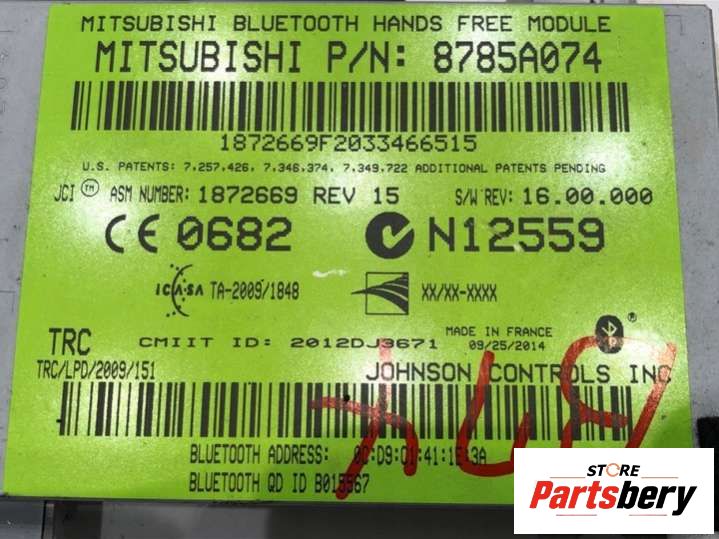 MITSUBISHI BLUETOOTH HANDS FREE MODULE
MITSUBISHI P/N: 8785A074
1872669F2033466515
U.S. PATENTS: 7,257,426, 7,346,374, 7,349,722 ADDITIONAL PATENTS PENDING
JCI TM ASM NUMBER: 1872669 REV 15 S/W REV: 16.00.000
CE 0682 N12559
ICASA TA-2009/1848 XX/XX-XXXX
TRC CMIIT ID: 2012DJ3671 MADE IN FRANCE ®
TRC/LPD/2009/151 09/25/2014
JOHNSON CONTROLS INC
BLUETOOTH ADDRESS:
BLUETOOTH QD ID
STORE
Partsbery